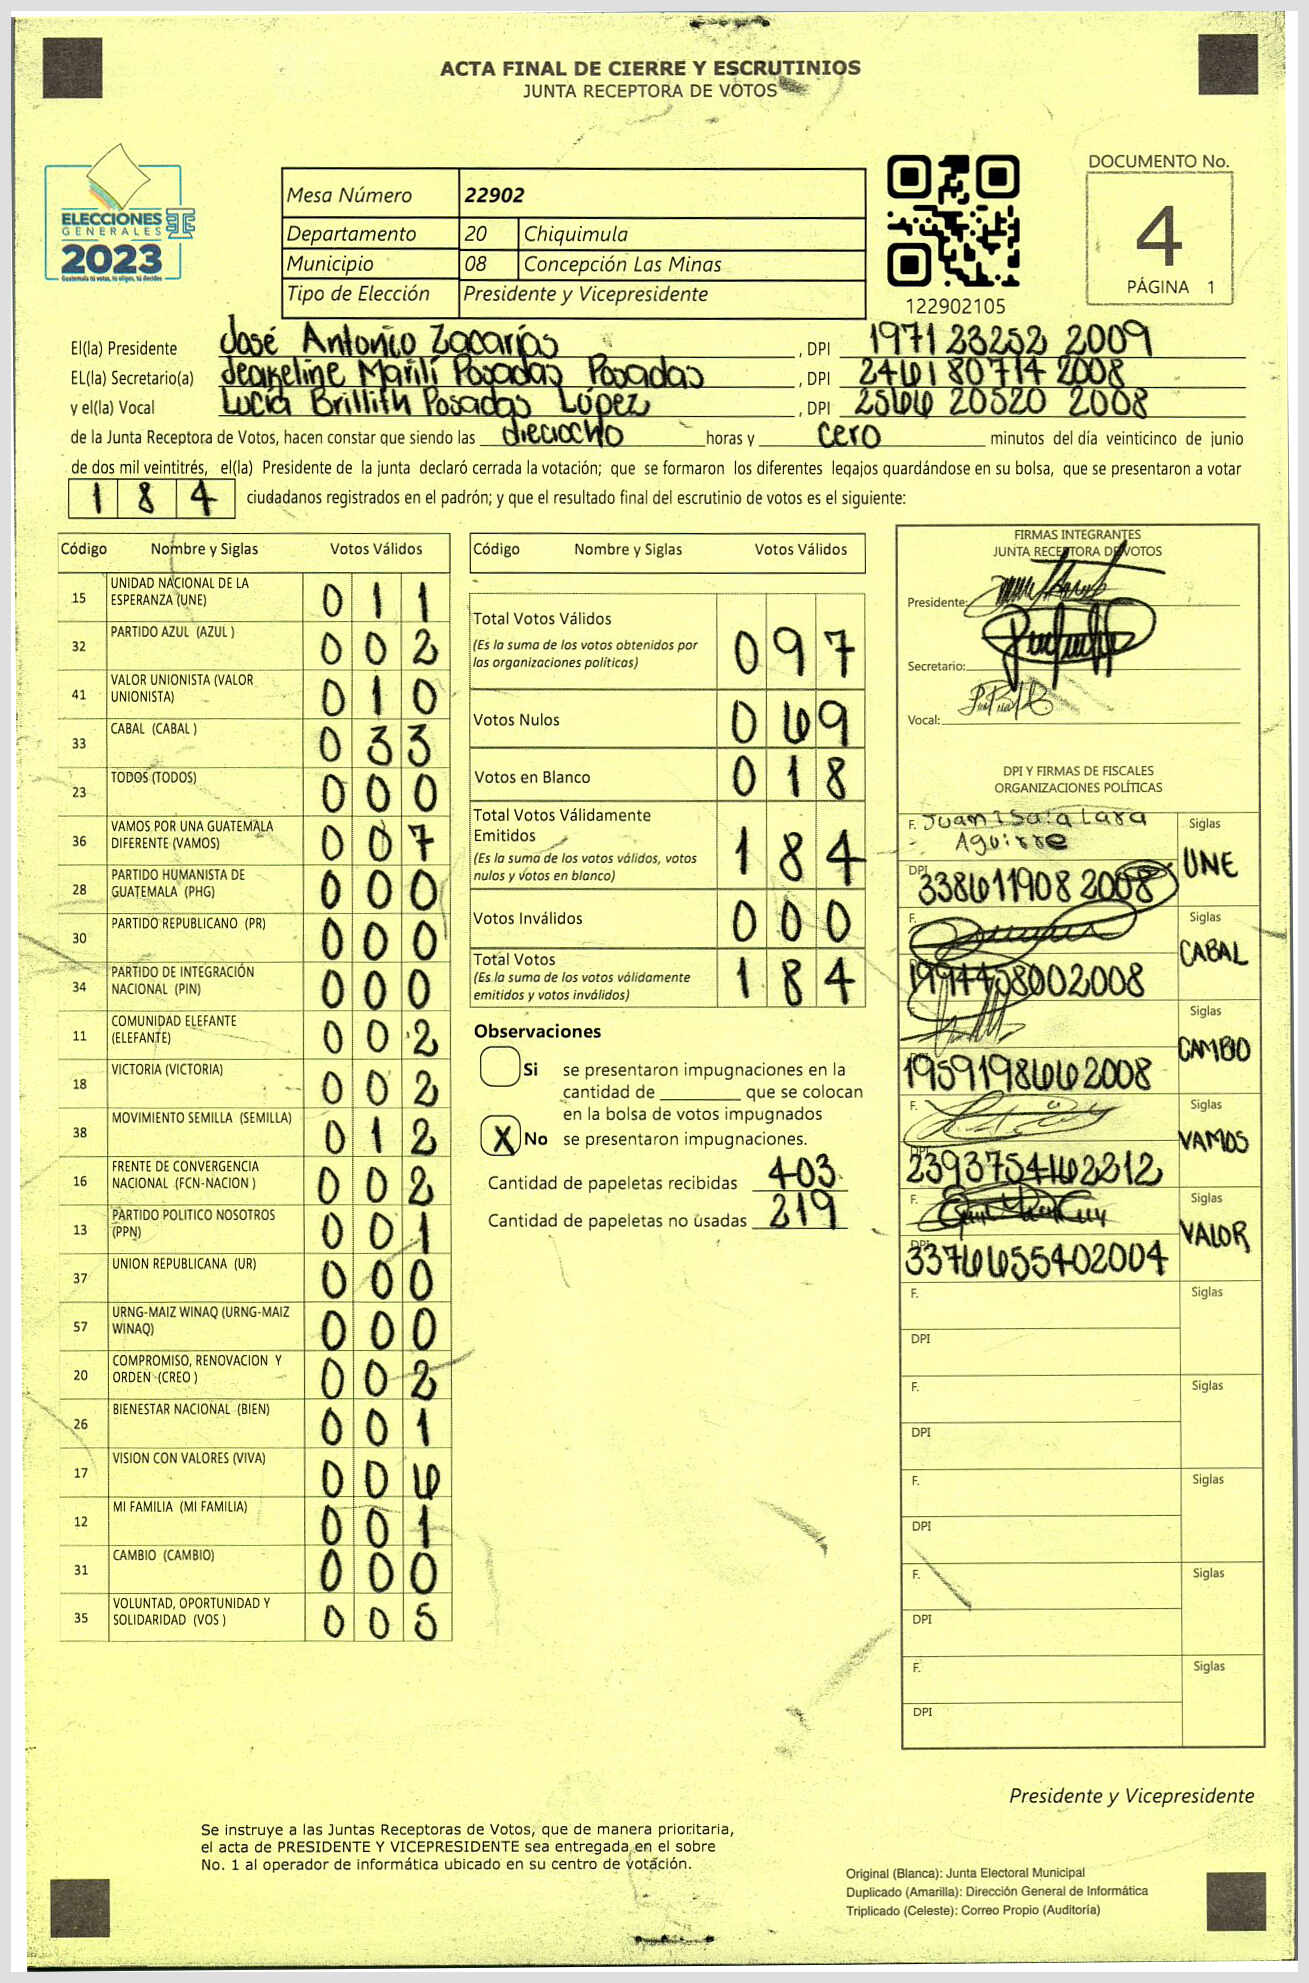 ACTA FINAL DE CIERRE Y ESCRUTINIOS
JUNTA RECEPTORA DE VOTOS
ELECCIONES
GENERALES
2023
Guatemala tú votas, tú eliges, tú decides
Mesa Número 22902
Departamento 20 Chiquimula
Municipio 08 Concepción Las Minas
Tipo de Elección Presidente y Vicepresidente
122902105
DOCUMENTO No.
4
PÁGINA 1
El(la) Presidente José Antonio Zacarías , DPI 1971 23252 2009
EL(la) Secretario(a) Jeakeline Marilí Posadas Posadas , DPI 2461 80714 2008
y el(la) Vocal Lucia Brillith Posadas López , DPI 2566 20520 2008
de la Junta Receptora de Votos, hacen constar que siendo las dieciocho horas y cero minutos del día veinticinco de junio
de dos mil veintitrés, el(la) Presidente de la junta declaró cerrada la votación; que se formaron los diferentes legajos guardándose en su bolsa, que se presentaron a votar
1 8 4 ciudadanos registrados en el padrón; y que el resultado final del escrutinio de votos es el siguiente:
Código Nombre y Siglas Votos Válidos
15 UNIDAD NACIONAL DE LA ESPERANZA (UNE) 0 1 1
32 PARTIDO AZUL (AZUL ) 0 0 2
41 VALOR UNIONISTA (VALOR UNIONISTA) 0 1 0
33 CABAL (CABAL ) 0 3 3
23 TODOS (TODOS) 0 0 0
36 VAMOS POR UNA GUATEMALA DIFERENTE (VAMOS) 0 0 7
28 PARTIDO HUMANISTA DE GUATEMALA (PHG) 0 0 0
30 PARTIDO REPUBLICANO (PR) 0 0 0
34 PARTIDO DE INTEGRACIÓN NACIONAL (PIN) 0 0 0
11 COMUNIDAD ELEFANTE (ELEFANTE) 0 0 2
18 VICTORIA (VICTORIA) 0 0 2
38 MOVIMIENTO SEMILLA (SEMILLA) 0 1 2
16 FRENTE DE CONVERGENCIA NACIONAL (FCN-NACION ) 0 0 2
13 PARTIDO POLITICO NOSOTROS (PPN) 0 0 1
37 UNION REPUBLICANA (UR) 0 0 0
57 URNG-MAIZ WINAQ (URNG-MAIZ WINAQ) 0 0 0
20 COMPROMISO, RENOVACION Y ORDEN (CREO ) 0 0 2
26 BIENESTAR NACIONAL (BIEN) 0 0 1
17 VISION CON VALORES (VIVA) 0 0 6
12 MI FAMILIA (MI FAMILIA) 0 0 1
31 CAMBIO (CAMBIO) 0 0 0
35 VOLUNTAD, OPORTUNIDAD Y SOLIDARIDAD (VOS ) 0 0 5
Código Nombre y Siglas Votos Válidos
Total Votos Válidos 0 9 7
(Es la suma de los votos obtenidos por
las organizaciones políticas)
Votos Nulos 0 6 9
Votos en Blanco 0 1 8
Total Votos Válidamente
Emitidos 1 8 4
(Es la suma de los votos válidos, votos
nulos y votos en blanco)
Votos Inválidos 0 0 0
Total Votos 1 8 4
(Es la suma de los votos válidamente
emitidos y votos inválidos)
Observaciones
Si se presentaron impugnaciones en la
cantidad de ________ que se colocan
en la bolsa de votos impugnados
X No se presentaron impugnaciones.
Cantidad de papeletas recibidas 403
Cantidad de papeletas no usadas 219
FIRMAS INTEGRANTES
JUNTA RECEPTORA DE VOTOS
Presidente:
Secretario:
Vocal:
DPI Y FIRMAS DE FISCALES
ORGANIZACIONES POLÍTICAS
F. Juan Isaia Lara Siglas
Aguirre
DPI 3386119082008 UNE
F. Siglas
CABAL
1994458002008
Siglas
CAMBIO
1959198662008
F. Siglas
VAMOS
DPI 2393754162312
F. Siglas
VALOR
DPI 3376655402004
F. Siglas
DPI
F. Siglas
DPI
F. Siglas
DPI
F. Siglas
DPI
F. Siglas
DPI
Presidente y Vicepresidente
Se instruye a las Juntas Receptoras de Votos, que de manera prioritaria,
el acta de PRESIDENTE Y VICEPRESIDENTE sea entregada en el sobre
No. 1 al operador de informática ubicado en su centro de votación.
Original (Blanca): Junta Electoral Municipal
Duplicado (Amarilla): Dirección General de Informática
Triplicado (Celeste): Correo Propio (Auditoría)